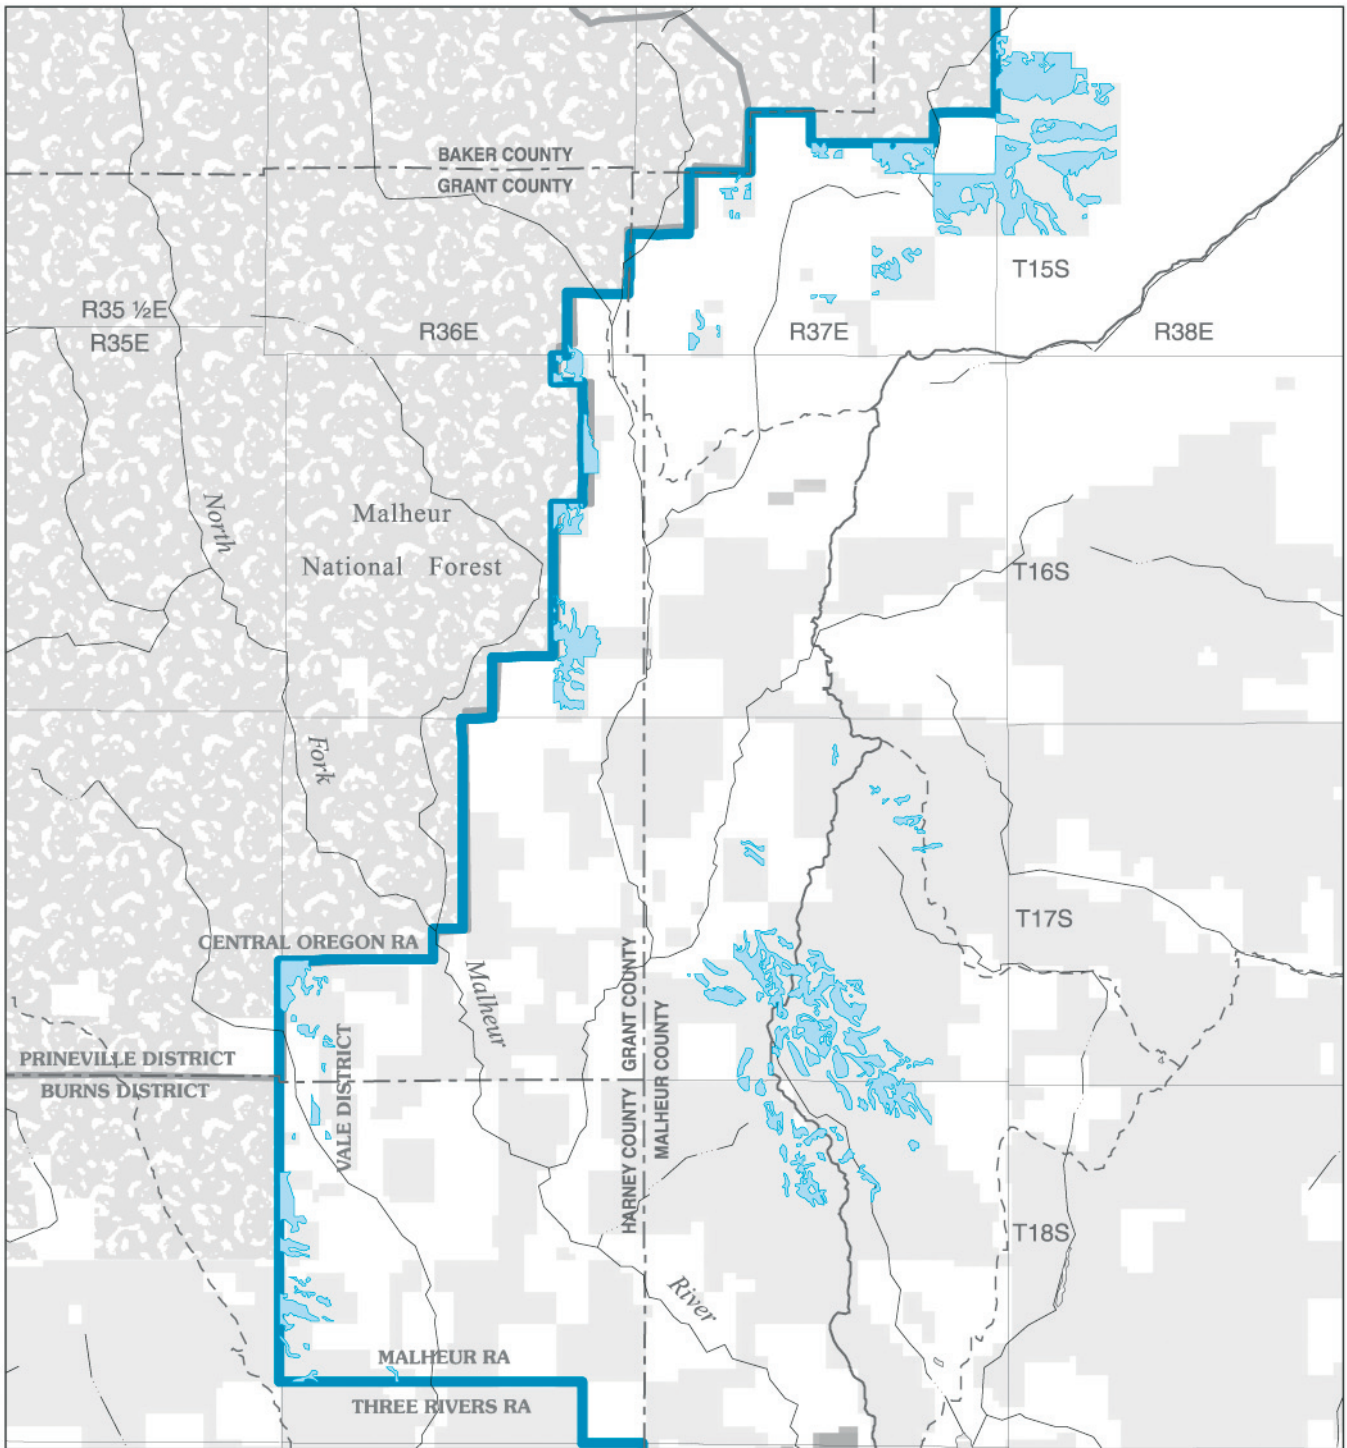 BAKER COUNTY
GRANT COUNTY
T15S
R35 ½E
R35E
R36E
R37E
R38E
North
Malheur
National Forest
T16S
Fork
T17S
CENTRAL OREGON RA
Malheur
HARNEY COUNTY GRANT COUNTY
MALHEUR COUNTY
VALE DISTRICT
PRINEVILLE DISTRICT
BURNS DISTRICT
T18S
River
MALHEUR RA
THREE RIVERS RA